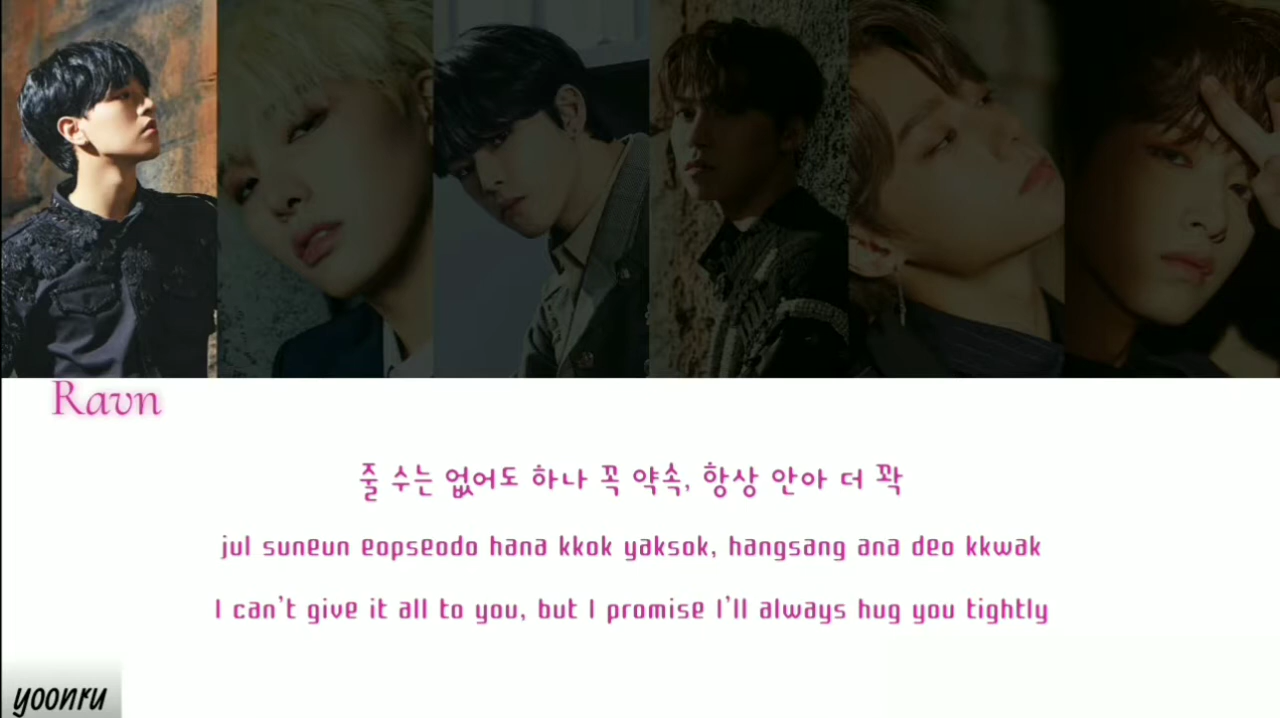 Ravn
줄 수는 없어도 하나 꼭 약속, 항상 안아 더 꽉
jul suneun eopseodo hana kkok yaksok, hangsang ana deo kkwak
I can't give it all to you, but I promise I'll always hug you tightly
yoonru